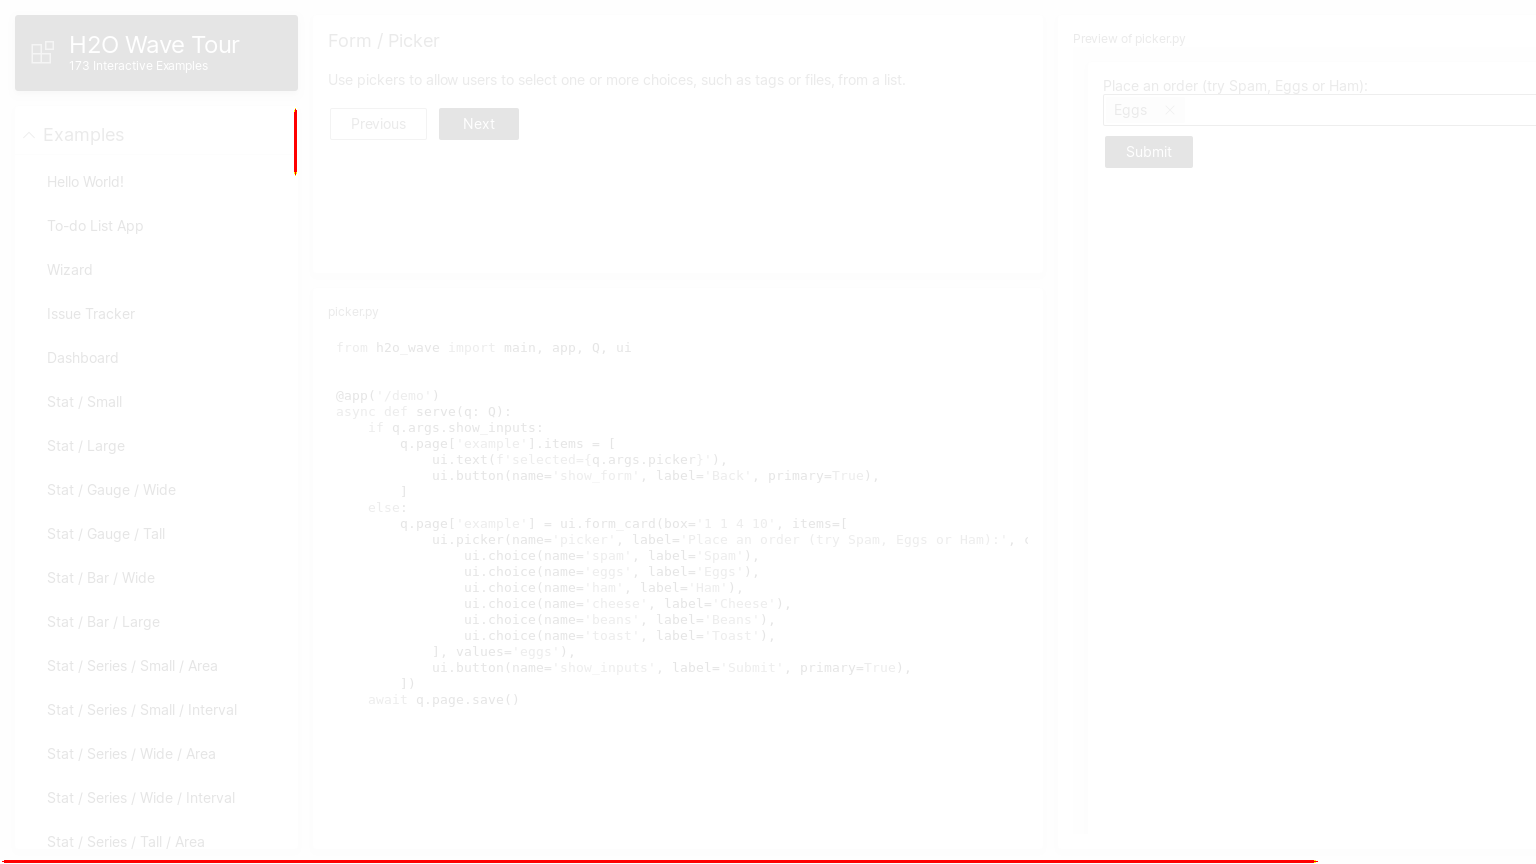 H2O Wave Tour
173 Interactive Examples
Examples
Hello World!
To-do List App
Wizard
Issue Tracker
Dashboard
Stat / Small
Stat / Large
Stat / Gauge / Wide
Stat / Gauge / Tall
Stat / Bar / Wide
Stat / Bar / Large
Stat / Series / Small / Area
Stat / Series / Small / Interval
Stat / Series / Wide / Area
Stat / Series / Wide / Interval
Stat / Series / Tall / Area
Form / Picker
Use pickers to allow users to select one or more choices, such as tags or files, from a list.
Previous
Next
picker.py
from h2o_wave import main, app, Q, ui
@app('/demo')
async def serve(q: Q):
    if q.args.show_inputs:
        q.page['example'].items = [
            ui.text(f'selected={q.args.picker}'),
            ui.button(name='show_form', label='Back', primary=True),
        ]
    else:
        q.page['example'] = ui.form_card(box='1 1 4 10', items=[
            ui.picker(name='picker', label='Place an order (try Spam, Eggs or Ham):',
                ui.choice(name='spam', label='Spam'),
                ui.choice(name='eggs', label='Eggs'),
                ui.choice(name='ham', label='Ham'),
                ui.choice(name='cheese', label='Cheese'),
                ui.choice(name='beans', label='Beans'),
                ui.choice(name='toast', label='Toast'),
            ], values='eggs'),
            ui.button(name='show_inputs', label='Submit', primary=True),
        ])
    await q.page.save()
Preview of picker.py
Place an order (try Spam, Eggs or Ham):
Eggs
Submit